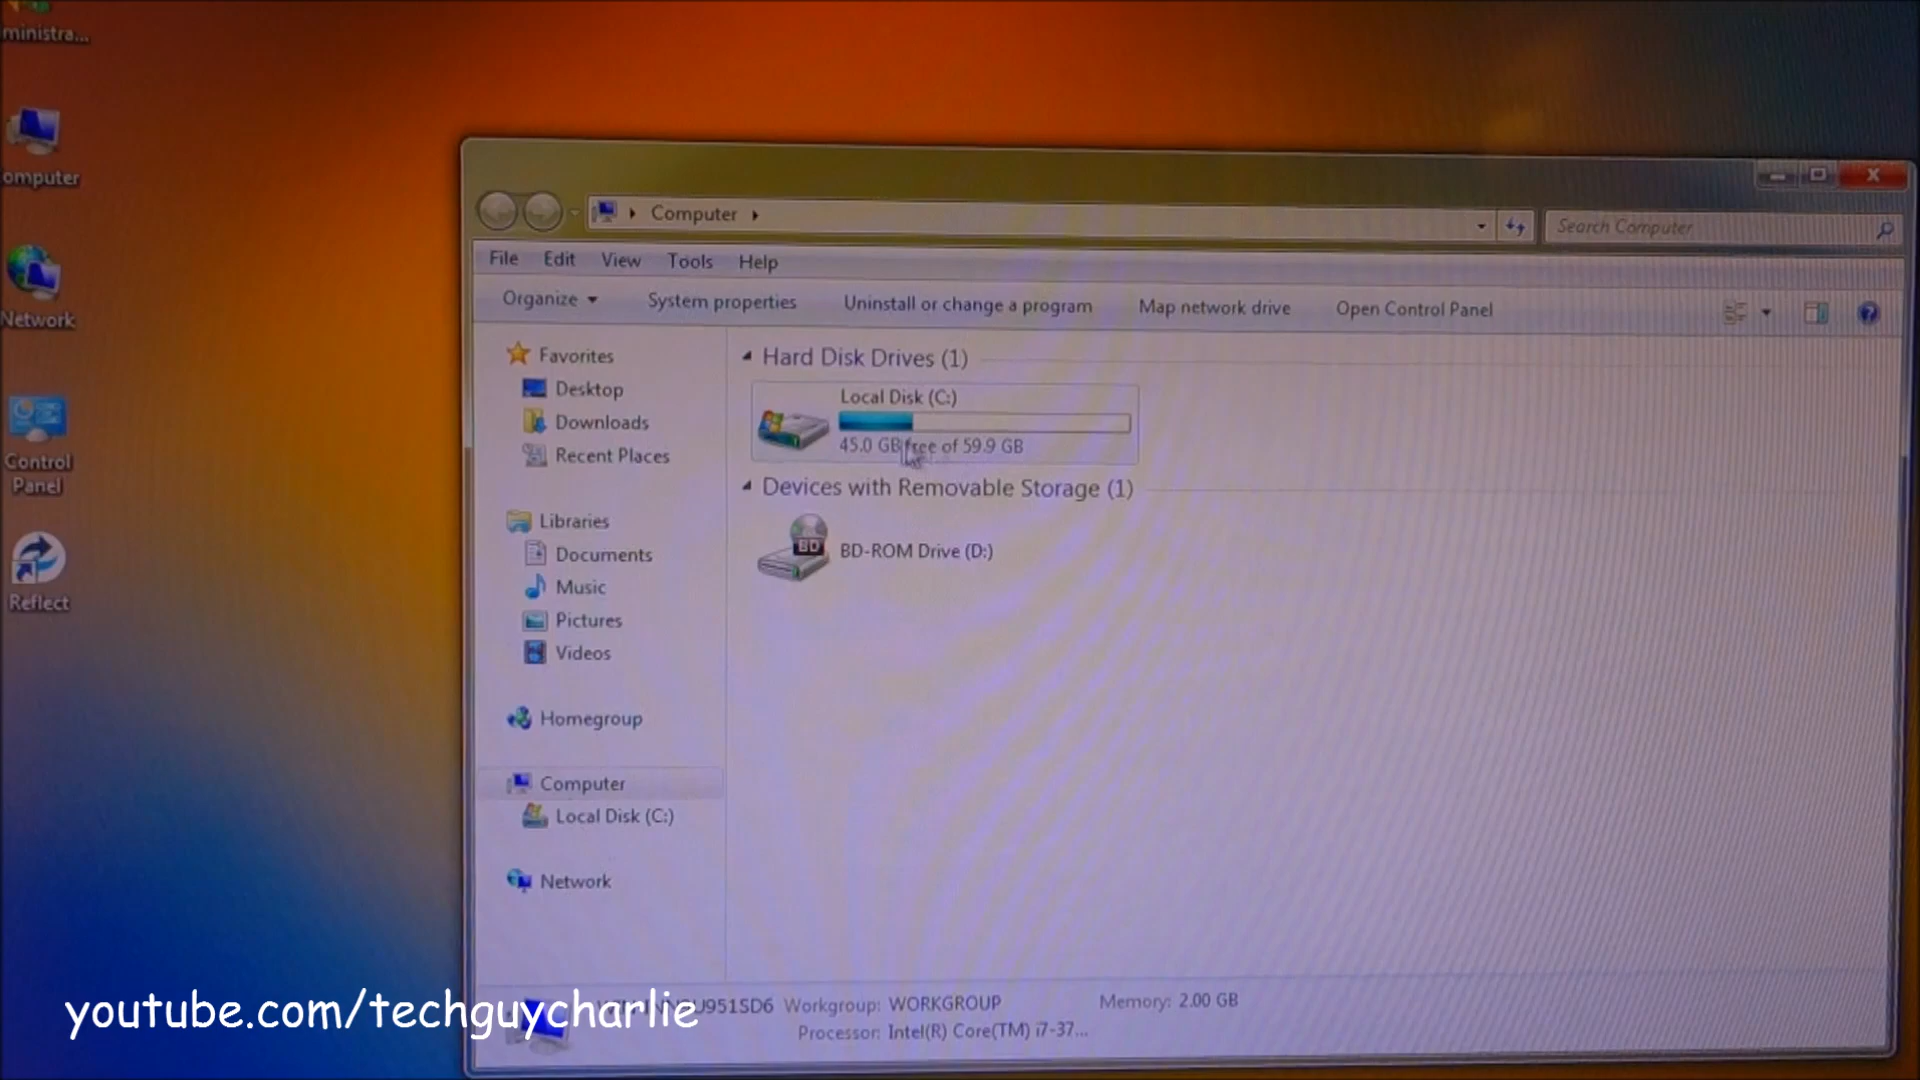 ministra...
omputer
Network
Control
Panel
Reflect
Computer
Search Computer
File Edit View Tools Help
Organize System properties Uninstall or change a program Map network drive Open Control Panel
Favorites
Desktop
Downloads
Recent Places
Libraries
Documents
Music
Pictures
Videos
Homegroup
Computer
Local Disk (C:)
Network
Hard Disk Drives (1)
Local Disk (C:)
45.0 GB free of 59.9 GB
Devices with Removable Storage (1)
BD
BD-ROM Drive (D:)
Workgroup: WORKGROUP
Memory: 2.00 GB
Processor: Intel(R) Core(TM) i7-37...
youtube.com/techguycharlie